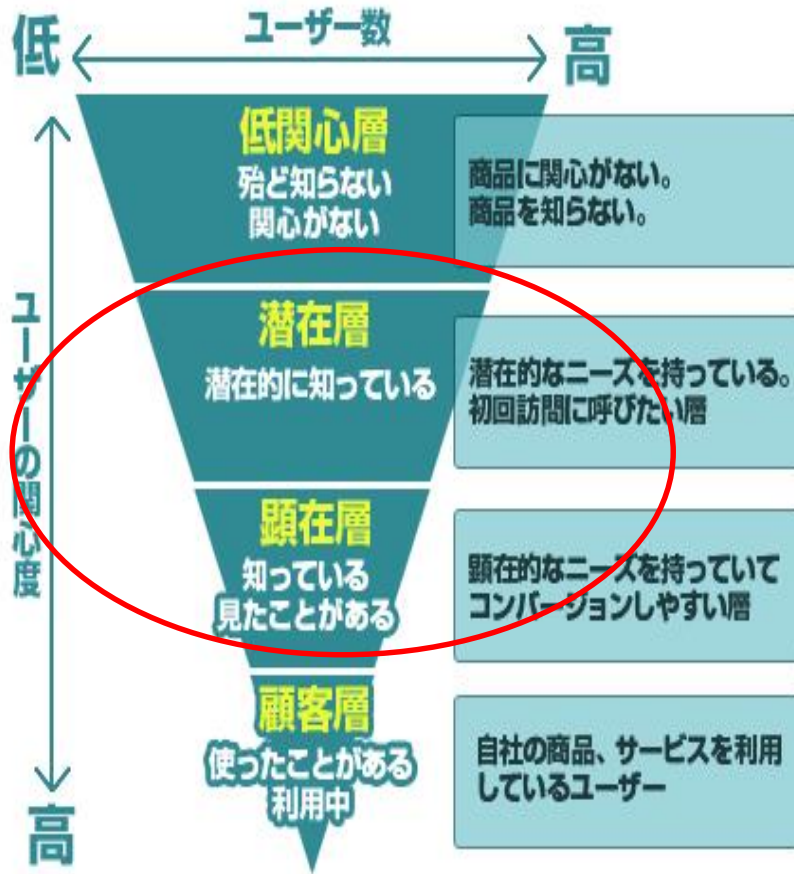 低
ユーザー数
高
ユーザーの関心度
低関心層
殆ど知らない
関心がない
商品に関心がない。
商品を知らない。
潜在層
潜在的に知っている
潜在的なニーズを持っている。
初回訪問に呼びたい層
顕在層
知っている
見たことがある
顕在的なニーズを持っていて
コンバージョンしやすい層
顧客層
使ったことがある
利用中
自社の商品、サービスを利用
しているユーザー
高